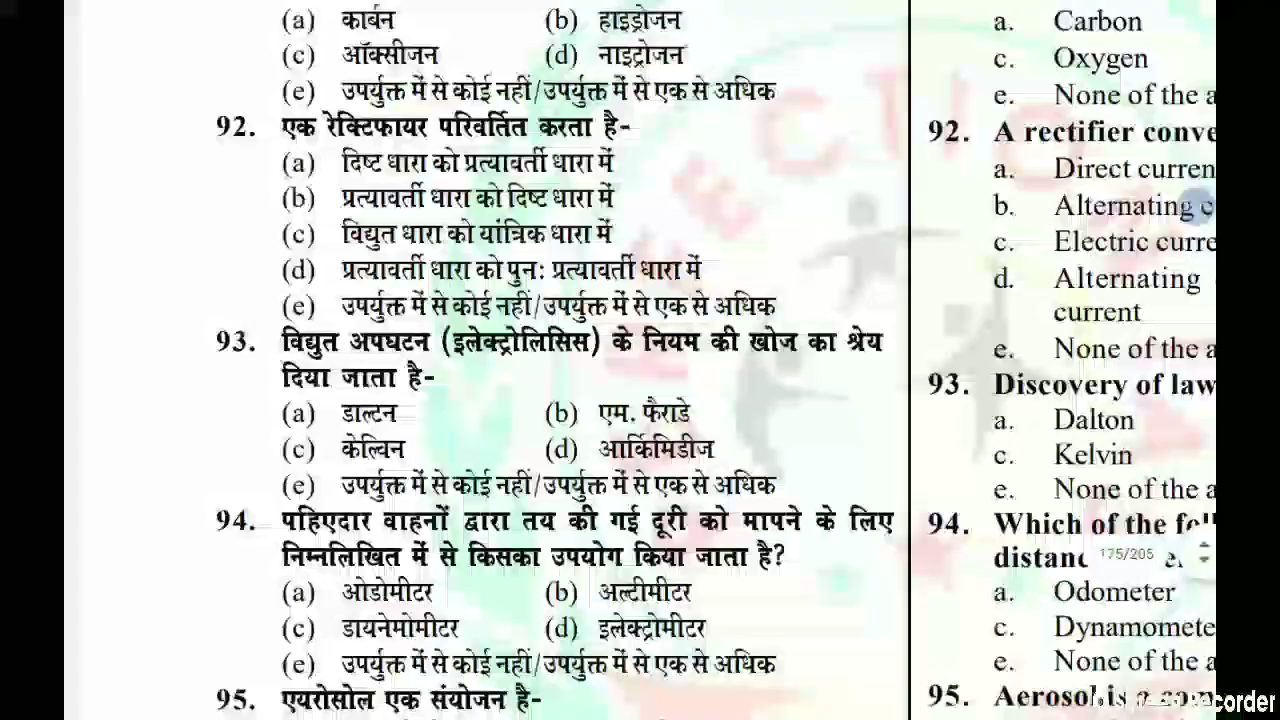 (a) कार्बन (b) हाइड्रोजन
(c) ऑक्सीजन (d) नाइट्रोजन
(e) उपर्युक्त में से कोई नहीं/उपर्युक्त में से एक से अधिक
92. एक रेक्टिफायर परिवर्तित करता है-
(a) दिष्ट धारा को प्रत्यावर्ती धारा में
(b) प्रत्यावर्ती धारा को दिष्ट धारा में
(c) विद्युत धारा को यांत्रिक धारा में
(d) प्रत्यावर्ती धारा को पुनः प्रत्यावर्ती धारा में
(e) उपर्युक्त में से कोई नहीं/उपर्युक्त में से एक से अधिक
93. विद्युत अपघटन (इलेक्ट्रोलिसिस) के नियम की खोज का श्रेय
दिया जाता है-
(a) डाल्टन (b) एम. फैराडे
(c) केल्विन (d) आर्किमिडीज
(e) उपर्युक्त में से कोई नहीं/उपर्युक्त में से एक से अधिक
94. पहिएदार वाहनों द्वारा तय की गई दूरी को मापने के लिए
निम्नलिखित में से किसका उपयोग किया जाता है?
(a) ओडोमीटर (b) अल्टीमीटर
(c) डायनेमोमीटर (d) इलेक्ट्रोमीटर
(e) उपर्युक्त में से कोई नहीं/उपर्युक्त में से एक से अधिक
95. एयरोसोल एक संयोजन है-
a. Carbon
c. Oxygen
e. None of the a
92. A rectifier conve
a. Direct curren
b. Alternating c
c. Electric curre
d. Alternating
current
e. None of the a
93. Discovery of law
a. Dalton
c. Kelvin
e. None of the a
94. Which of the
distanc
175/205
a. Odometer
c. Dynamomete
e. None of the a
95. Aerosol is a com